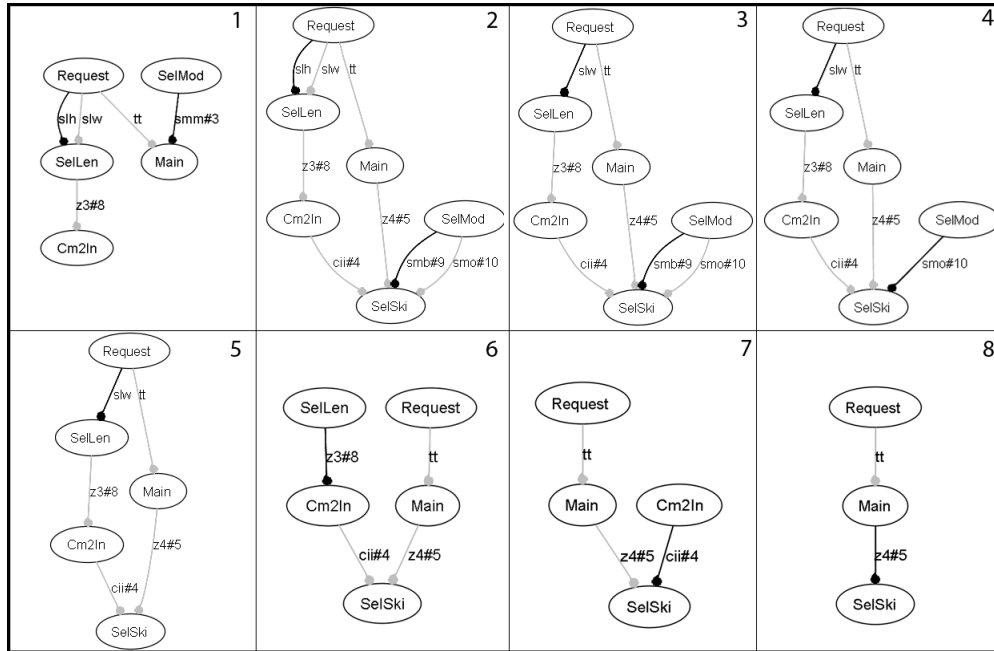 1
Request SelMod
slh slw tt smm#3
SelLen Main
z3#8
Cm2In
2
Request
slh slw tt
SelLen
z3#8 Main
Cm2In z4#5 SelMod
cii#4 smb#9 smo#10
SelSki
3
Request
slw tt
SelLen
z3#8 Main
Cm2In z4#5 SelMod
cii#4 smb#9 smo#10
SelSki
4
Request
slw tt
SelLen
z3#8 Main
Cm2In z4#5 SelMod
cii#4 smo#10
SelSki
5
Request
slw tt
SelLen
z3#8 Main
Cm2In z4#5
cii#4
SelSki
6
SelLen Request
z3#8 tt
Cm2In Main
cii#4 z4#5
SelSki
7
Request
tt
Main Cm2In
z4#5 cii#4
SelSki
8
Request
tt
Main
z4#5
SelSki